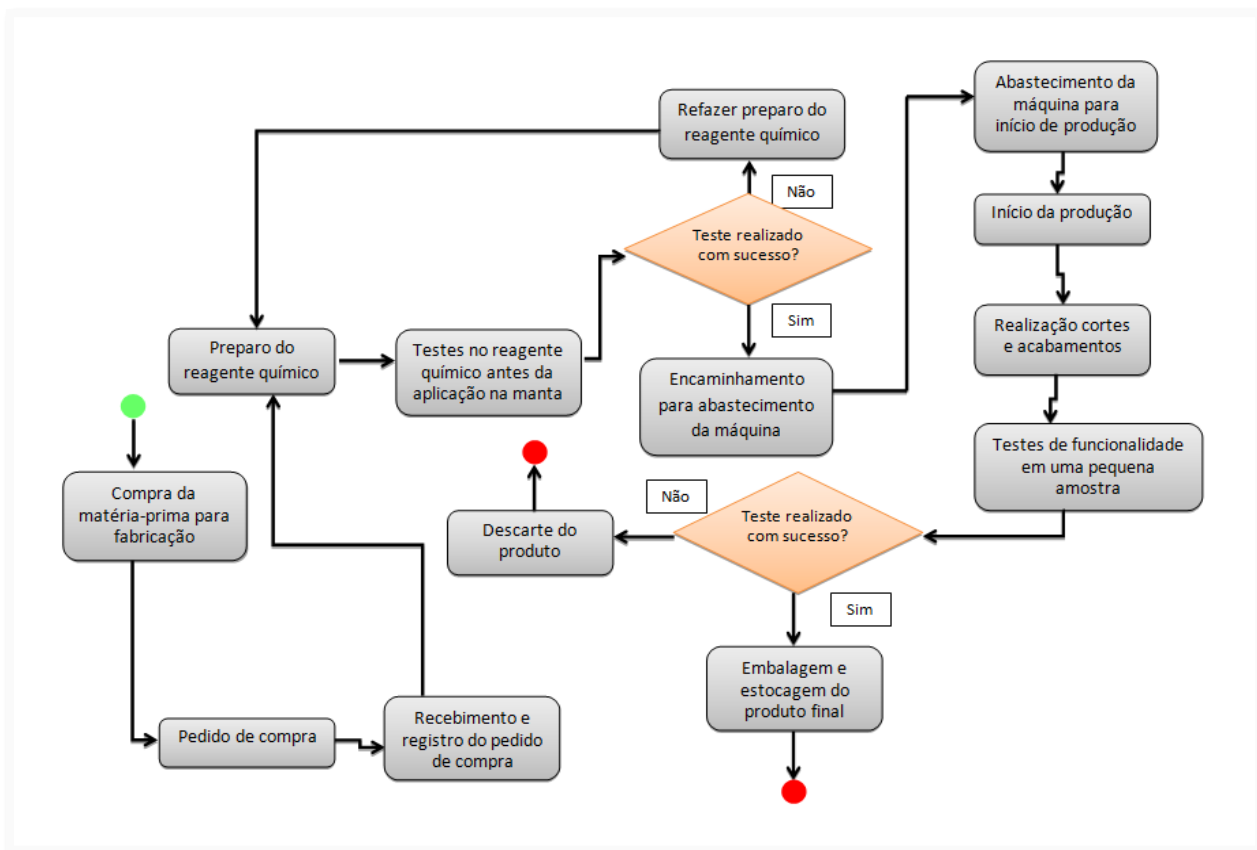 Compra da
matéria-prima para
fabricação
Pedido de compra
Recebimento e
registro do pedido
de compra
Preparo do
reagente químico
Testes no reagente
químico antes da
aplicação na manta
Teste realizado
com sucesso?
Não
Refazer preparo do
reagente químico
Sim
Encaminhamento
para abastecimento
da máquina
Abastecimento da
máquina para
início de produção
Início da produção
Realização cortes
e acabamentos
Testes de funcionalidade
em uma pequena
amostra
Teste realizado
com sucesso?
Não
Descarte do
produto
Sim
Embalagem e
estocagem do
produto final